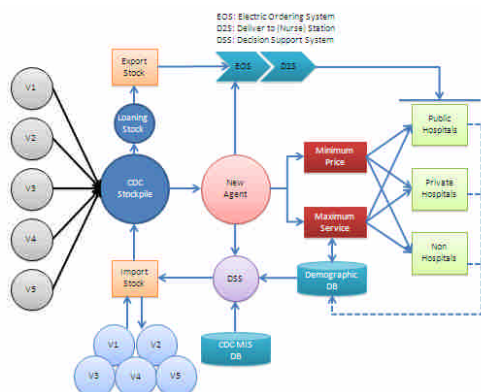 EOS: Electric Ordering System
D2S: Deliver to (Nurse) Station
DSS: Decision Support System
Export
Stock
EOS
D2S
V1
V2
V3
V4
V5
Loaning
Stock
CDC
Stockpile
New
Agent
Minimum
Price
Maximum
Service
Public
Hospitals
Private
Hospitals
Non
Hospitals
Import
Stock
DSS
Demographic
DB
CDC MIS
DB
V1
V2
V3
V4
V5